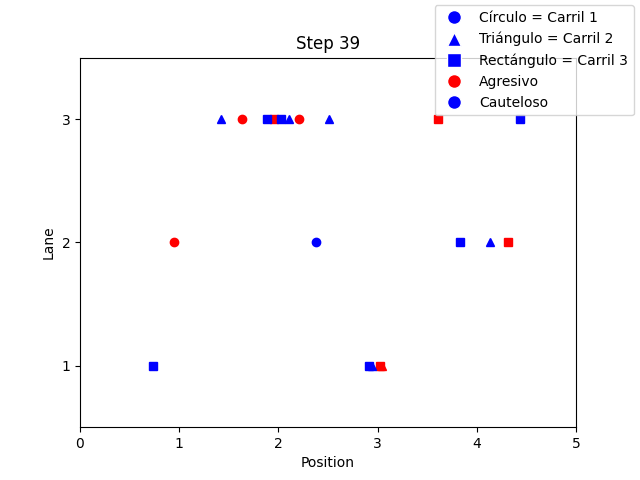 Step 39
Círculo = Carril 1
Triángulo = Carril 2
Rectángulo = Carril 3
Agresivo
Cauteloso
Lane
3
2
1
0 1 2 3 4 5
Position